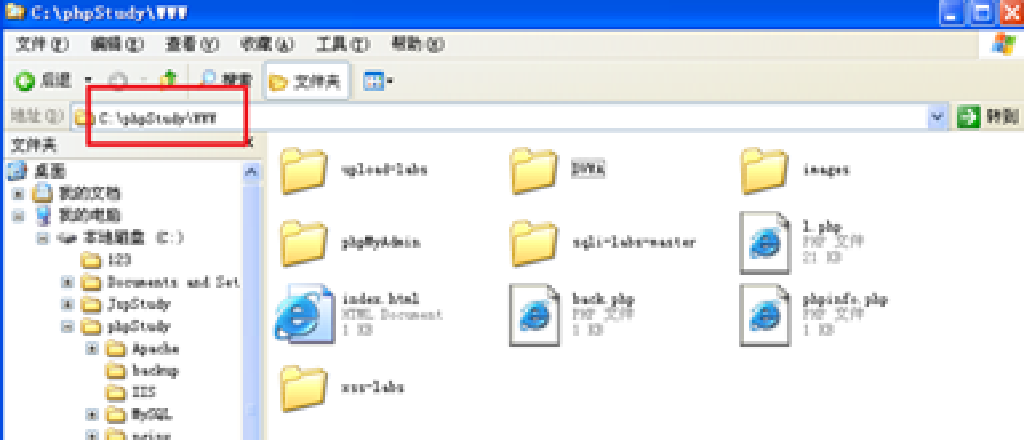 C:\phpStudy\WWW
文件(F) 编辑(E) 查看(V) 收藏(A) 工具(T) 帮助(H)
后退 搜索 文件夹
地址(D) C:\phpStudy\WWW 转到
文件夹
桌面
我的文档
我的电脑
本地磁盘 (C:)
123
Documents and Set
JspStudy
phpStudy
Apache
backup
IIS
MySQL
nginx
upload-labs
DVWA
images
phpMyAdmin
sqli-labs-master
l.php
PHP 文件
21 KB
index.html
HTML Document
1 KB
back.php
PHP 文件
1 KB
phpinfo.php
PHP 文件
1 KB
xss-labs